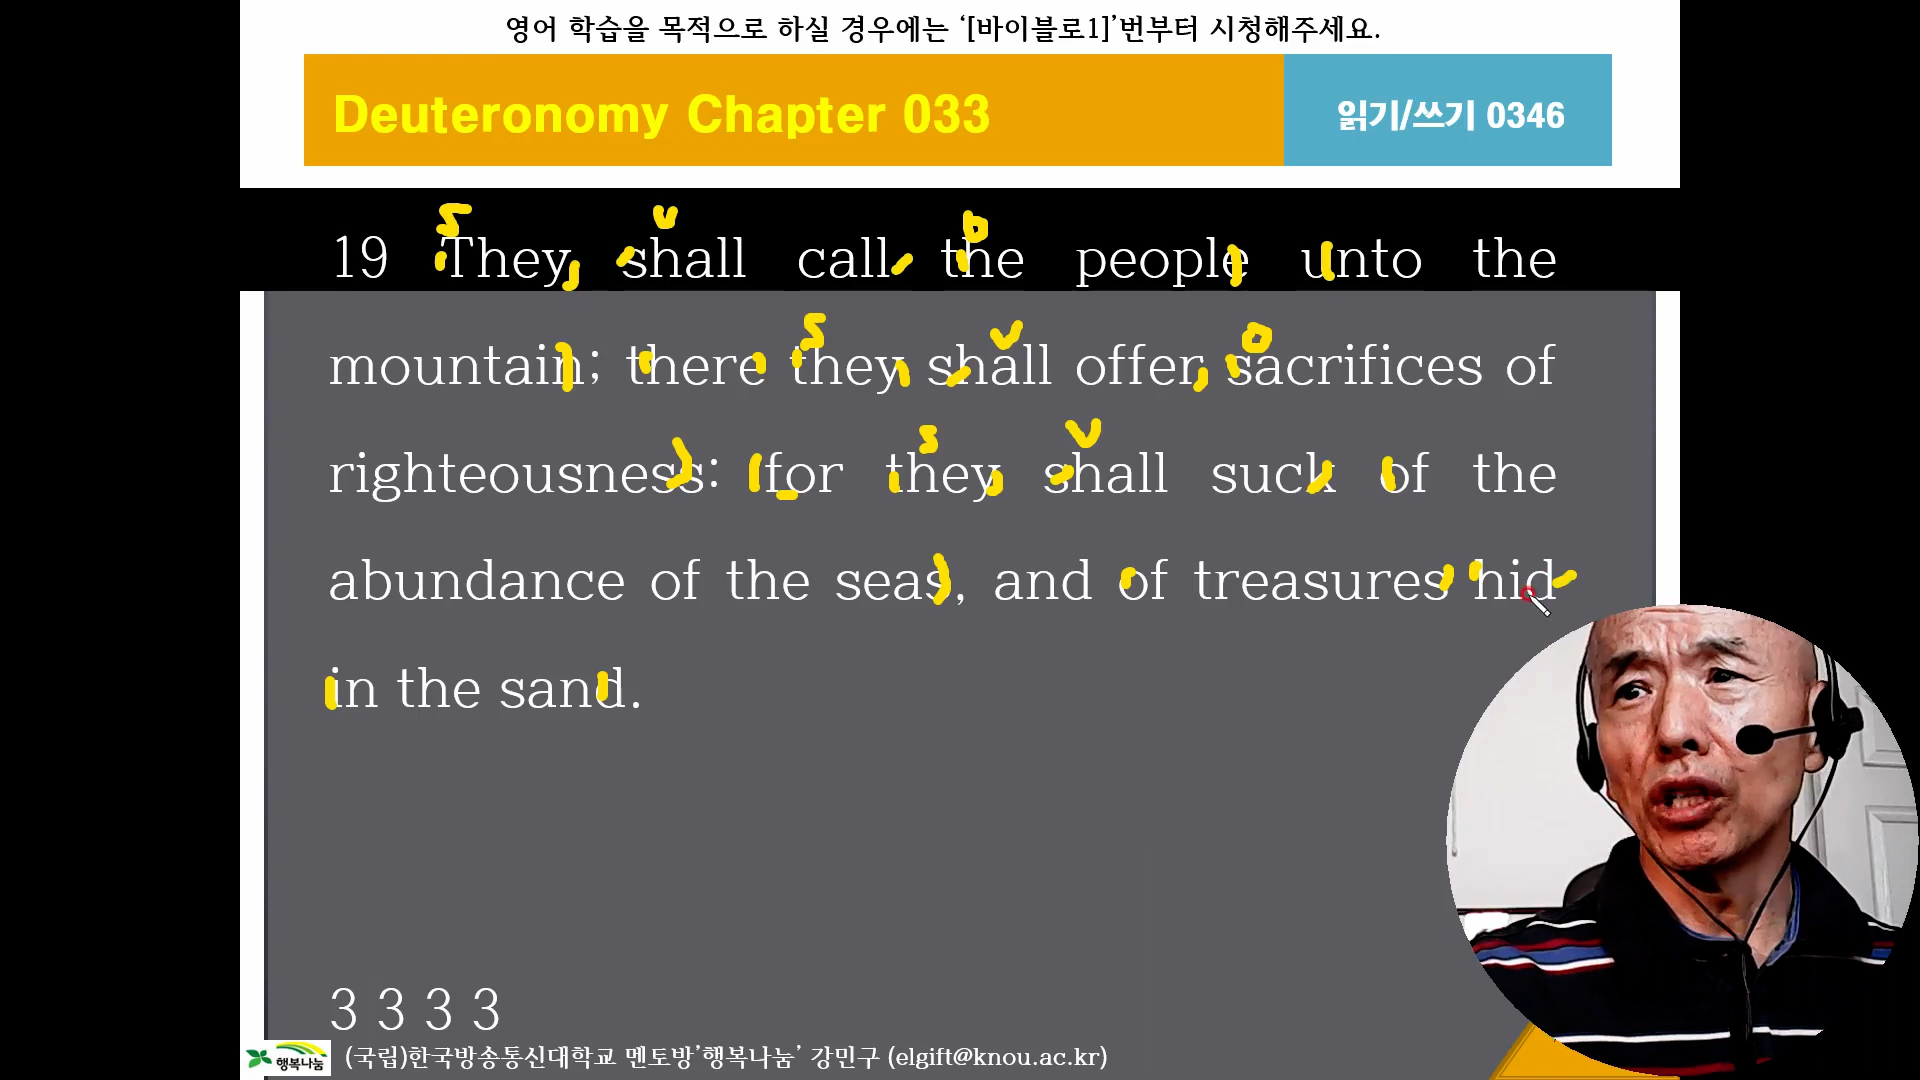 영어 학습을 목적으로 하실 경우에는 ‘[바이블로1]’번부터 시청해주세요.
Deuteronomy Chapter 033
읽기/쓰기 0346
19 They shall call the people unto the
mountain; there they shall offer sacrifices of
righteousness: for they shall suck of the
abundance of the seas, and of treasures hid
in the sand.
3 3 3 3
행복나눔
(국립)한국방송통신대학교 멘토방’행복나눔’ 강민구 (elgift@knou.ac.kr)